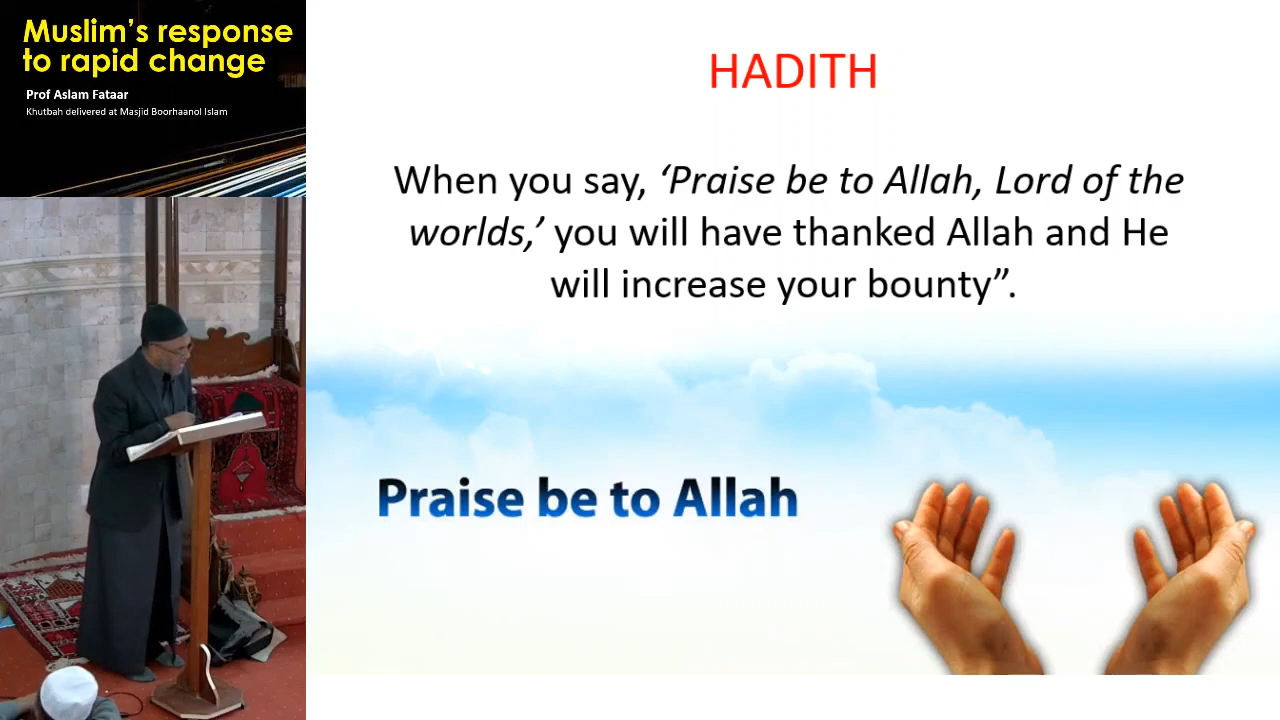 Muslim's response
to rapid change
Prof Aslam Fataar
Khutbah delivered at Masjid Boorhaanol Islam
HADITH
When you say, ‘Praise be to Allah, Lord of the
worlds,’ you will have thanked Allah and He
will increase your bounty”.
Praise be to Allah